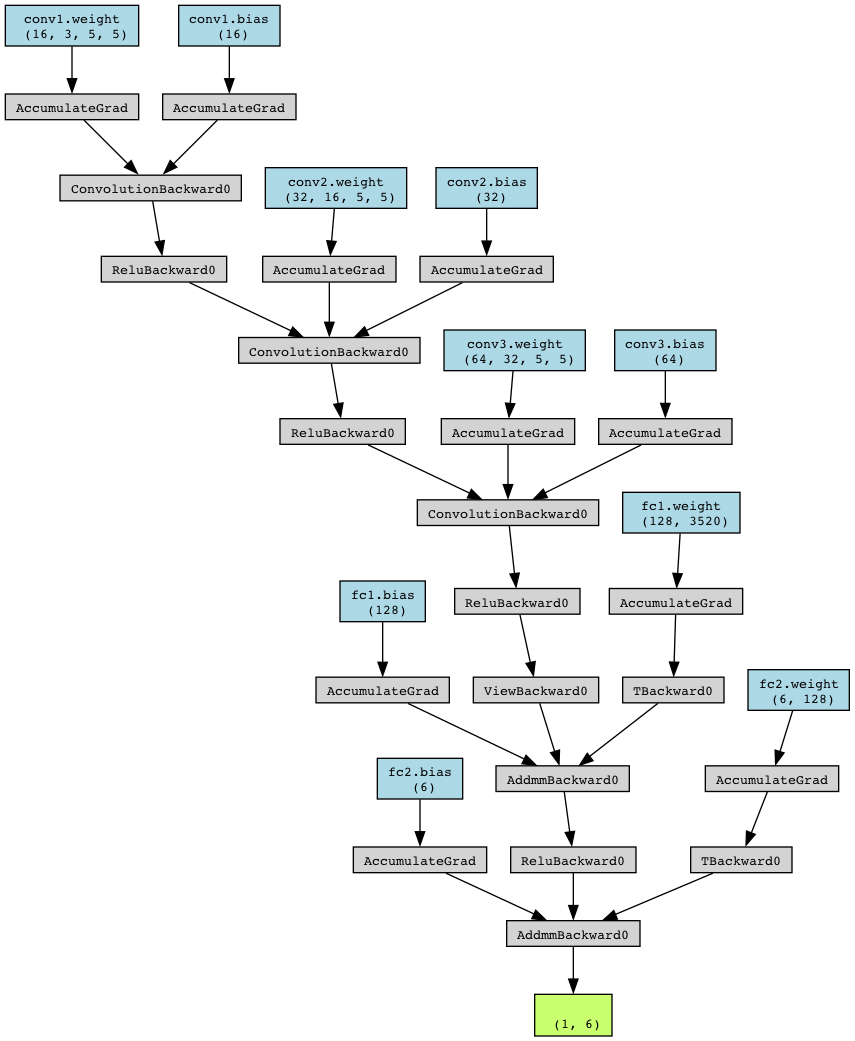 conv1.weight
(16, 3, 5, 5)
conv1.bias
(16)
AccumulateGrad
AccumulateGrad
ConvolutionBackward0
conv2.weight
(32, 16, 5, 5)
conv2.bias
(32)
ReluBackward0
AccumulateGrad
AccumulateGrad
ConvolutionBackward0
conv3.weight
(64, 32, 5, 5)
conv3.bias
(64)
ReluBackward0
AccumulateGrad
AccumulateGrad
ConvolutionBackward0
fc1.weight
(128, 3520)
fc1.bias
(128)
ReluBackward0
AccumulateGrad
AccumulateGrad
ViewBackward0
TBackward0
fc2.weight
(6, 128)
fc2.bias
(6)
AddmmBackward0
AccumulateGrad
AccumulateGrad
ReluBackward0
TBackward0
AddmmBackward0
(1, 6)